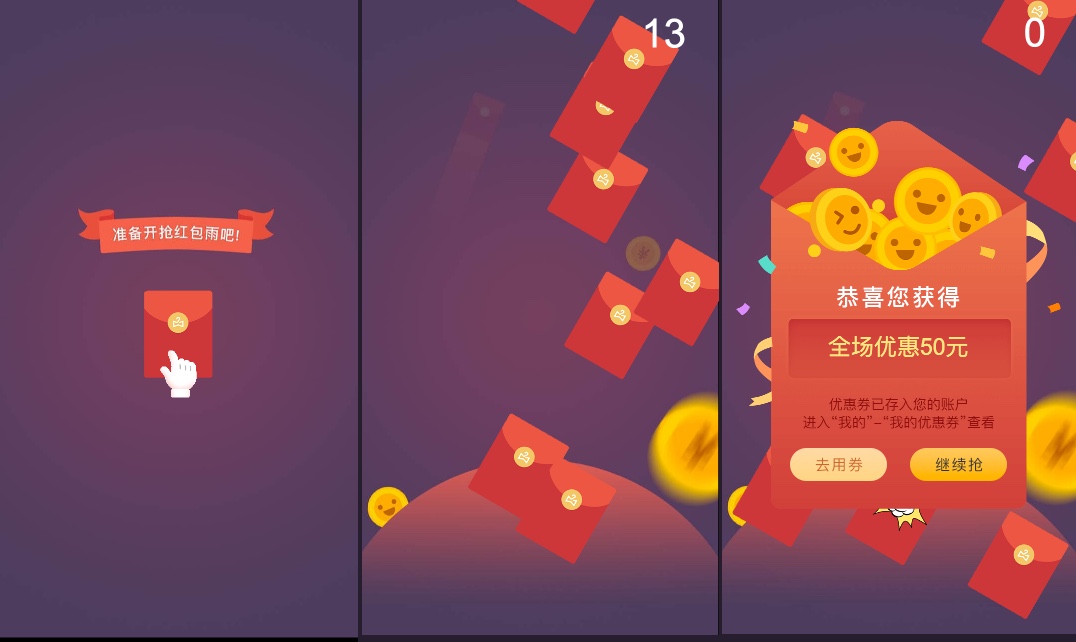 准备开抢红包雨吧!
13
0
恭喜您获得
全场优惠50元
优惠券已存入您的账户
进入“我的”–“我的优惠券”查看
去用券
继续抢